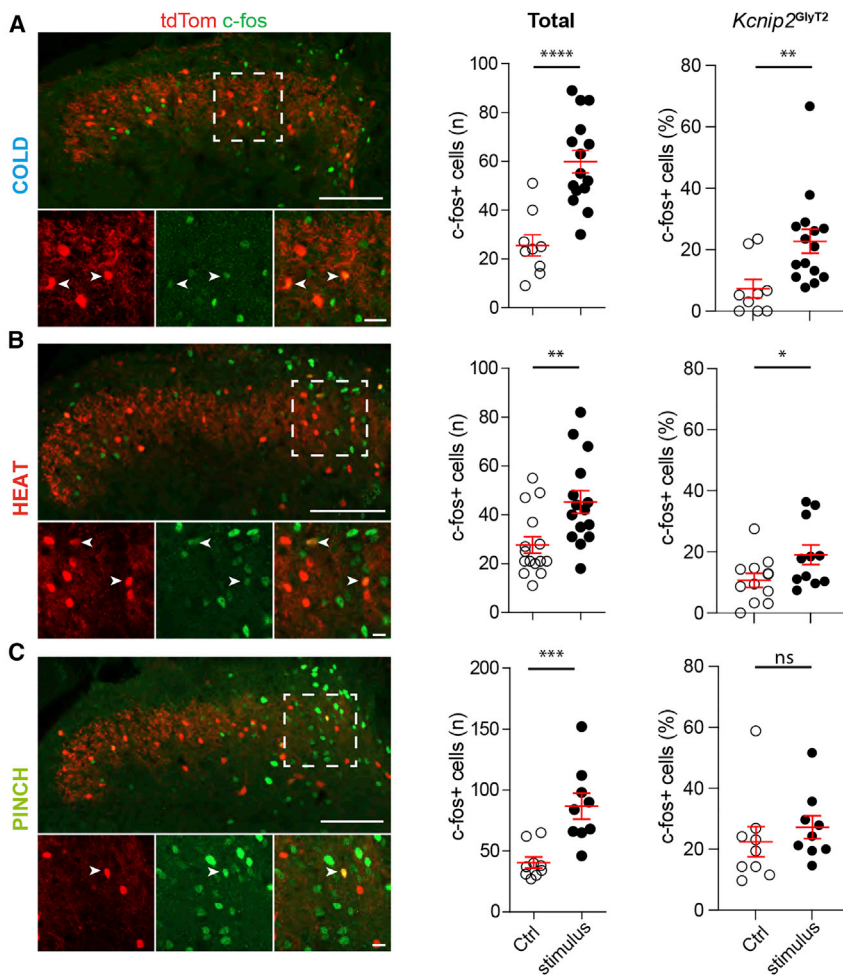 tdTom c-fos
Total
Kcnip2GlyT2
A
COLD
c-fos+ cells (n)
100
80
60
40
20
0
****
c-fos+ cells (%)
80
60
40
20
0
**
B
HEAT
c-fos+ cells (n)
100
80
60
40
20
0
**
c-fos+ cells (%)
80
60
40
20
0
*
C
PINCH
c-fos+ cells (n)
200
150
100
50
0
***
Ctrl
stimulus
c-fos+ cells (%)
80
60
40
20
0
ns
Ctrl
stimulus